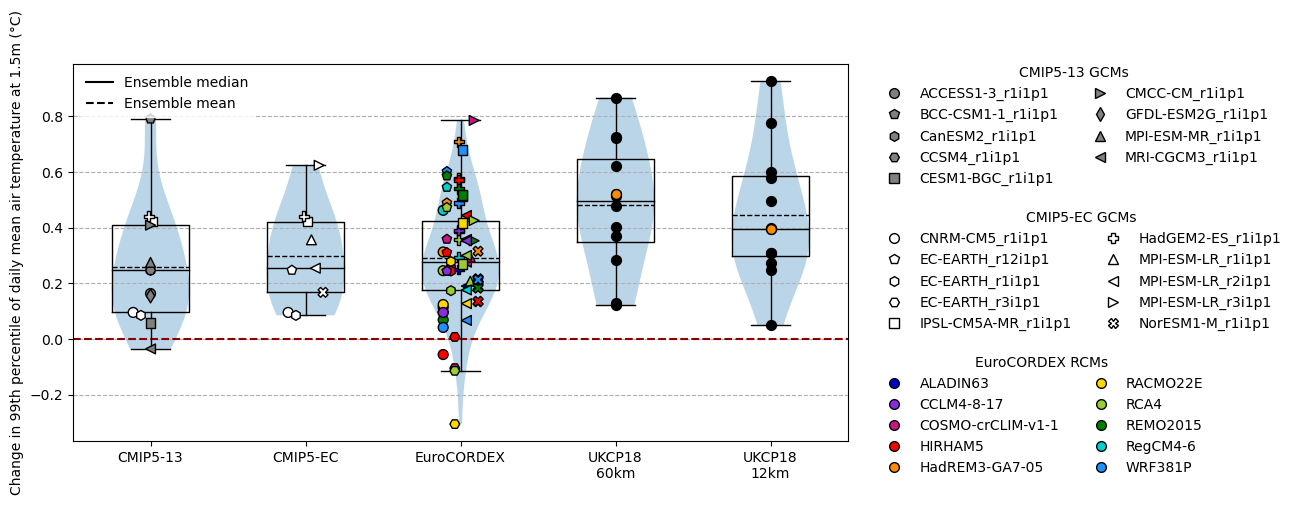 Change in 99th percentile of daily mean air temperature at 1.5m (°C)
Ensemble median
Ensemble mean
0.8
0.6
0.4
0.2
0.0
−0.2
CMIP5-13
CMIP5-EC
EuroCORDEX
UKCP18
60km
UKCP18
12km
CMIP5-13 GCMs
ACCESS1-3_r1i1p1
BCC-CSM1-1_r1i1p1
CanESM2_r1i1p1
CCSM4_r1i1p1
CESM1-BGC_r1i1p1
CMCC-CM_r1i1p1
GFDL-ESM2G_r1i1p1
MPI-ESM-MR_r1i1p1
MRI-CGCM3_r1i1p1
CMIP5-EC GCMs
CNRM-CM5_r1i1p1
EC-EARTH_r12i1p1
EC-EARTH_r1i1p1
EC-EARTH_r3i1p1
IPSL-CM5A-MR_r1i1p1
HadGEM2-ES_r1i1p1
MPI-ESM-LR_r1i1p1
MPI-ESM-LR_r2i1p1
MPI-ESM-LR_r3i1p1
NorESM1-M_r1i1p1
EuroCORDEX RCMs
ALADIN63
CCLM4-8-17
COSMO-crCLIM-v1-1
HIRHAM5
HadREM3-GA7-05
RACMO22E
RCA4
REMO2015
RegCM4-6
WRF381P